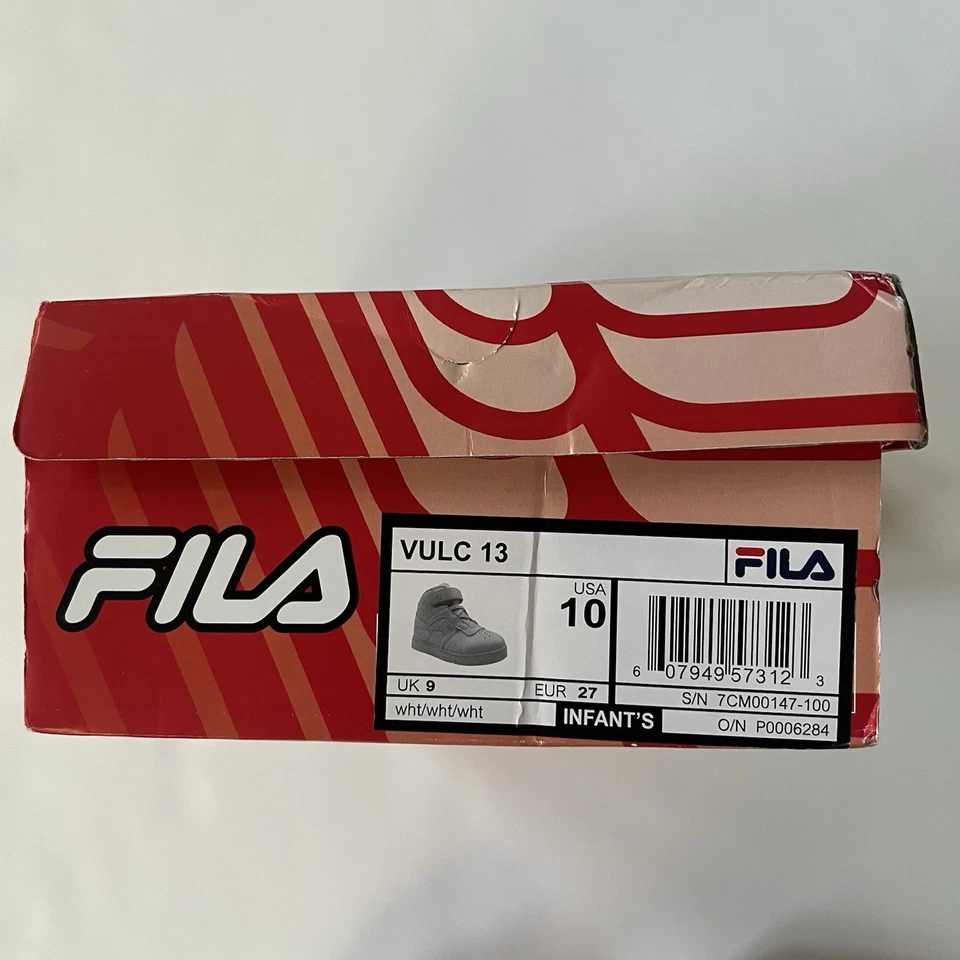 FILA
VULC 13
FILA
USA
10
UK 9 EUR 27
wht/wht/wht
INFANT'S
6 07949 57312 3
S/N 7CM00147-100
O/N P0006284